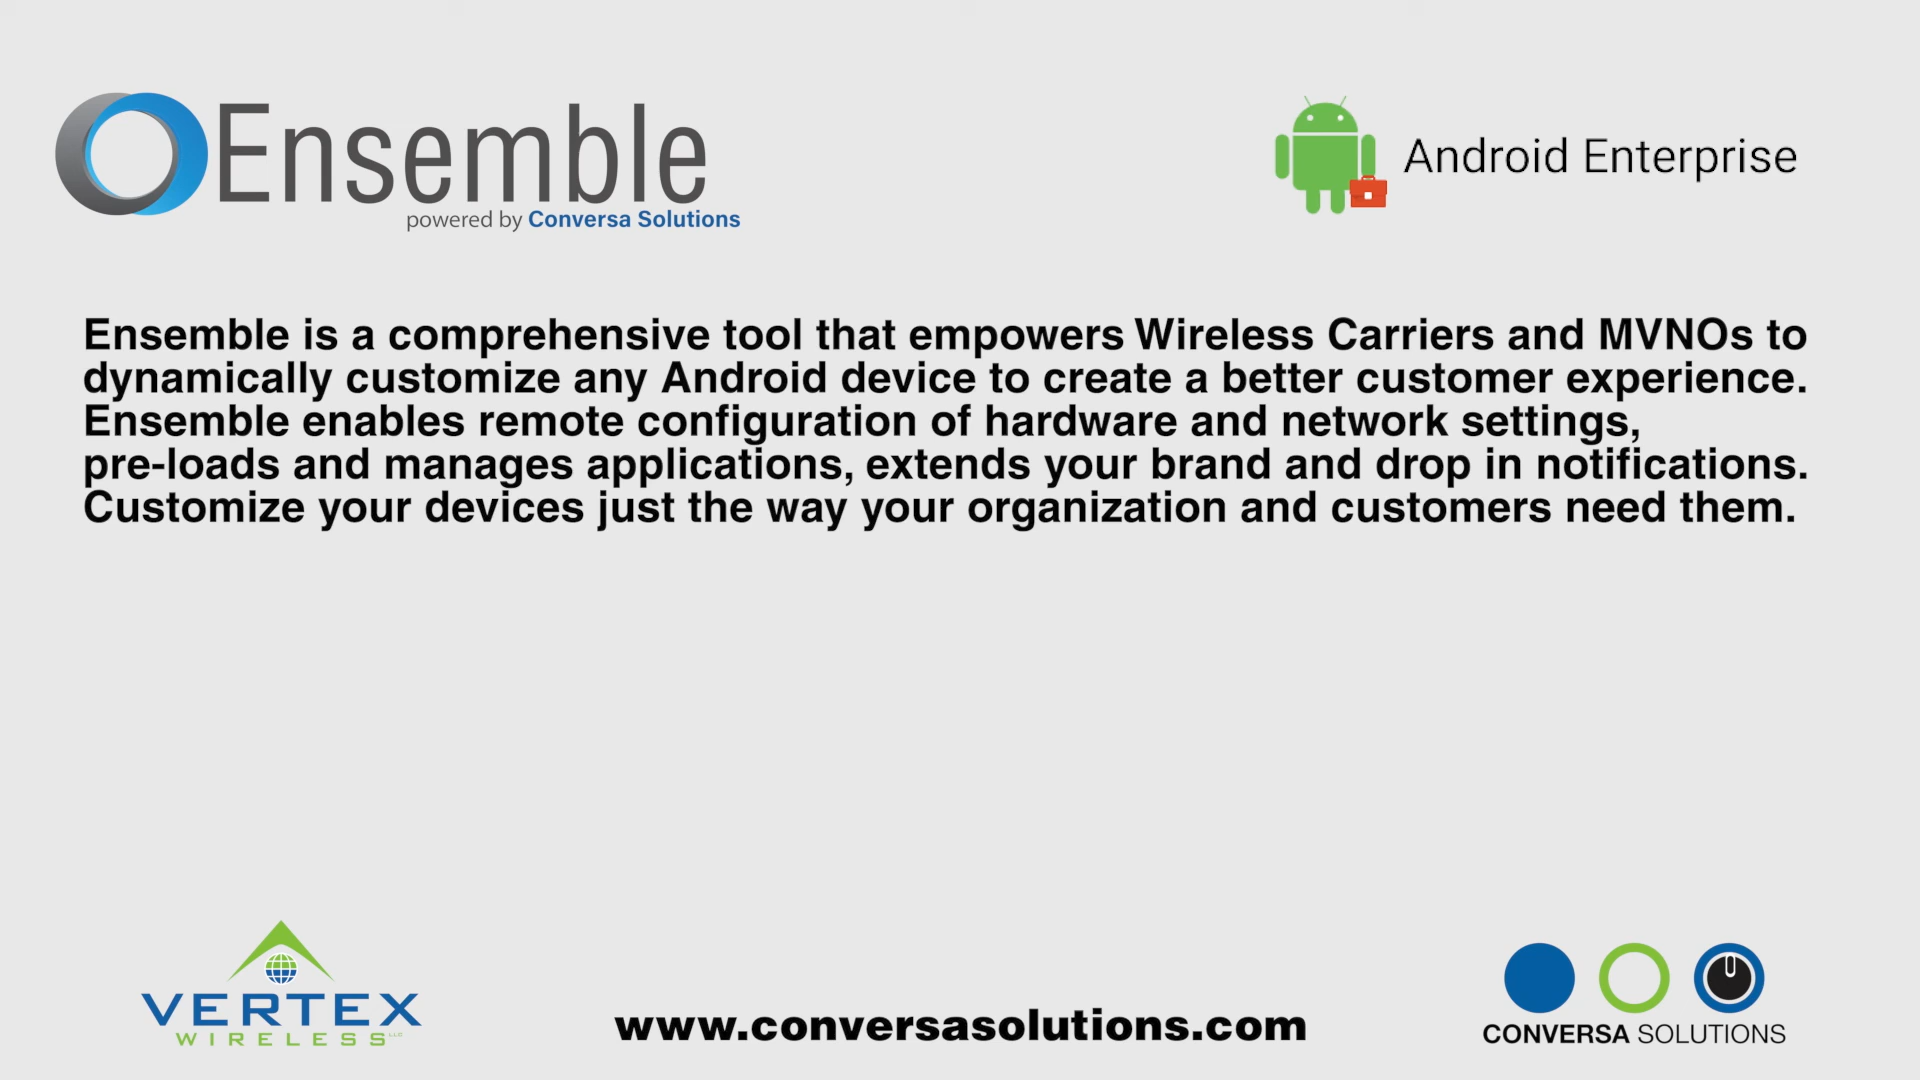 Ensemble
powered by Conversa Solutions
Android Enterprise
Ensemble is a comprehensive tool that empowers Wireless Carriers and MVNOs to
dynamically customize any Android device to create a better customer experience.
Ensemble enables remote configuration of hardware and network settings,
pre-loads and manages applications, extends your brand and drop in notifications.
Customize your devices just the way your organization and customers need them.
VERTEX
WIRELESS LLC
www.conversasolutions.com
CONVERSA SOLUTIONS